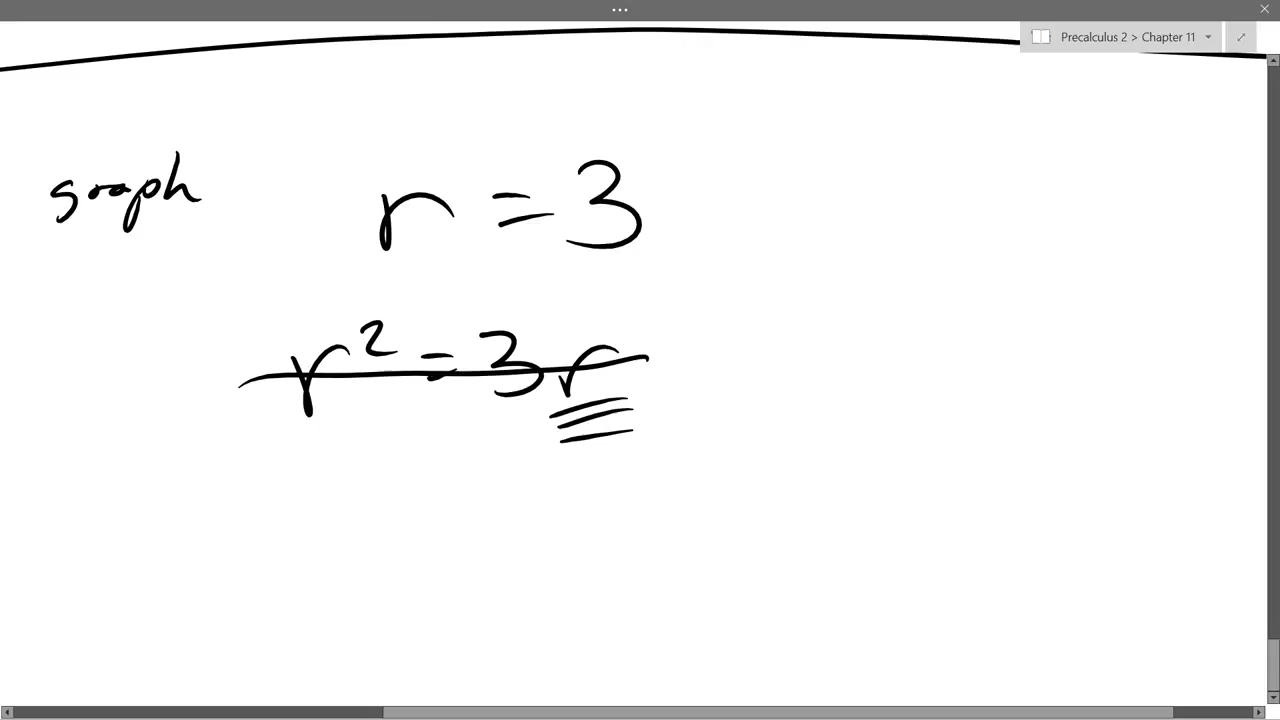 Precalculus 2 > Chapter 11
graph r = 3
r² = 3r